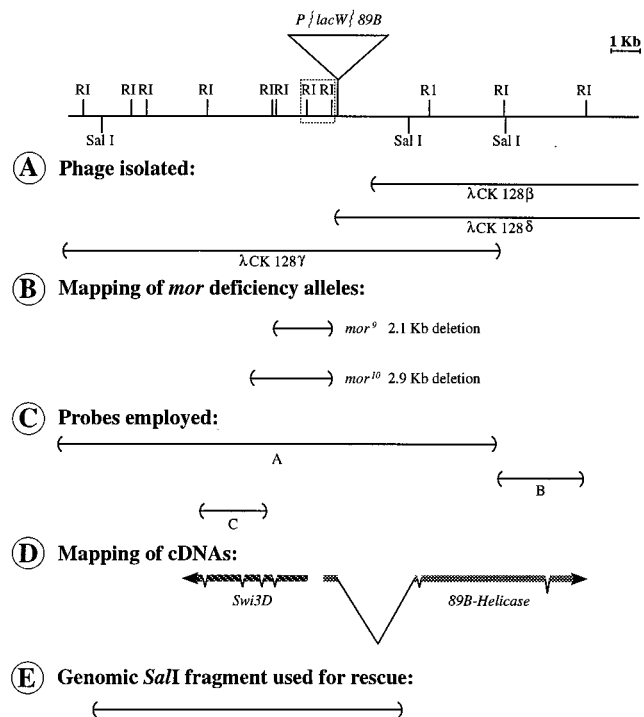 P{lacW} 89B
1 Kb
RI RI RI RI RI RI RI RI R1 RI RI
Sal I Sal I Sal I
A Phage isolated:
λCK 128β
λCK 128δ
λCK 128γ
B Mapping of mor deficiency alleles:
mor⁹ 2.1 Kb deletion
mor¹⁰ 2.9 Kb deletion
C Probes employed:
A
B
C
D Mapping of cDNAs:
Swi3D 89B-Helicase
E Genomic SalI fragment used for rescue: